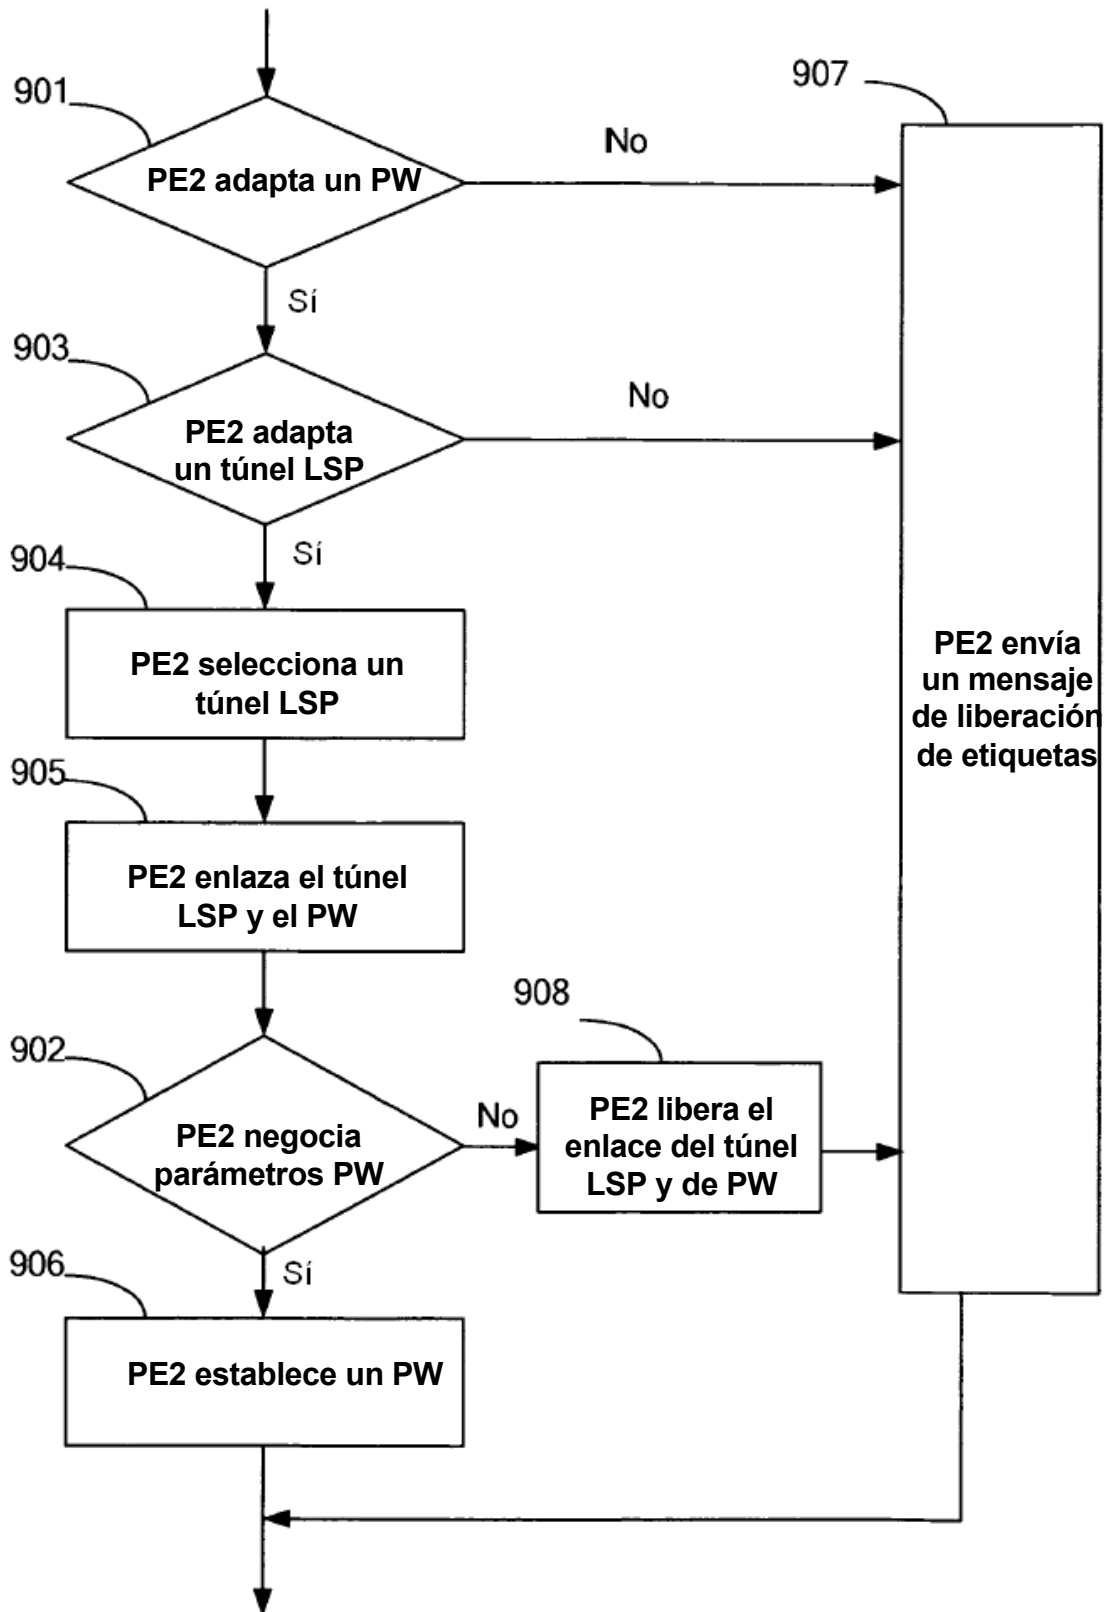 901
907
PE2 adapta un PW
No
Sí
903
PE2 adapta
un túnel LSP
No
Sí
904
PE2 selecciona un
túnel LSP
PE2 envía
un mensaje
de liberación
de etiquetas
905
PE2 enlaza el túnel
LSP y el PW
902
PE2 negocia
parámetros PW
No
908
PE2 libera el
enlace del túnel
LSP y de PW
Sí
906
PE2 establece un PW